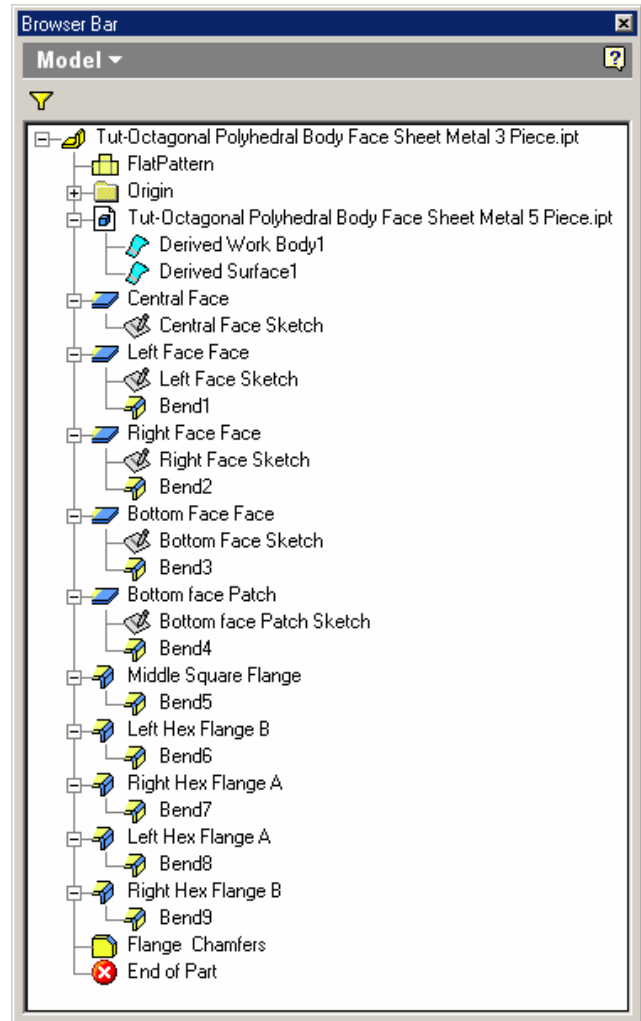 Browser Bar
Model
Tut-Octagonal Polyhedral Body Face Sheet Metal 3 Piece.ipt
FlatPattern
Origin
Tut-Octagonal Polyhedral Body Face Sheet Metal 5 Piece.ipt
Derived Work Body1
Derived Surface1
Central Face
Central Face Sketch
Left Face Face
Left Face Sketch
Bend1
Right Face Face
Right Face Sketch
Bend2
Bottom Face Face
Bottom Face Sketch
Bend3
Bottom face Patch
Bottom face Patch Sketch
Bend4
Middle Square Flange
Bend5
Left Hex Flange B
Bend6
Right Hex Flange A
Bend7
Left Hex Flange A
Bend8
Right Hex Flange B
Bend9
Flange  Chamfers
End of Part